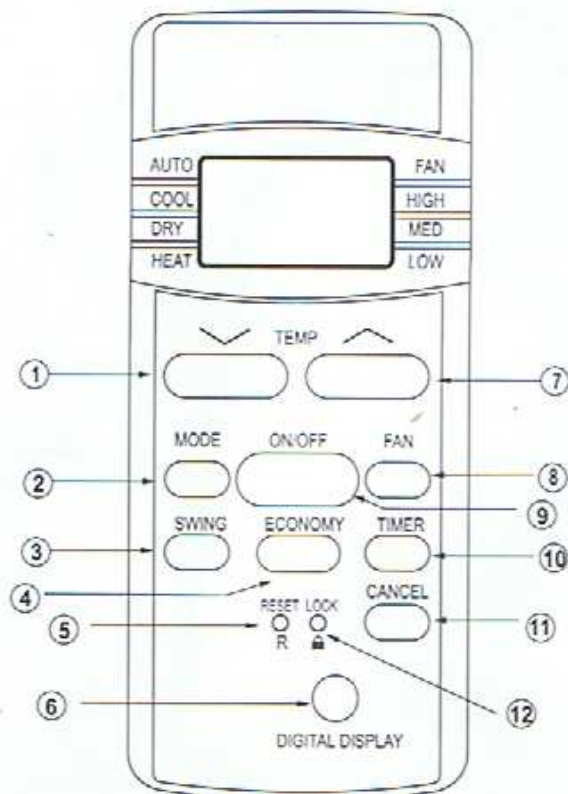 AUTO FAN
COOL HIGH
DRY MED
HEAT LOW
TEMP
1 7
MODE ON/OFF FAN
2 8
9
SWING ECONOMY TIMER
3 10
4
CANCEL
RESET LOCK
5 11
R
6 12
DIGITAL DISPLAY